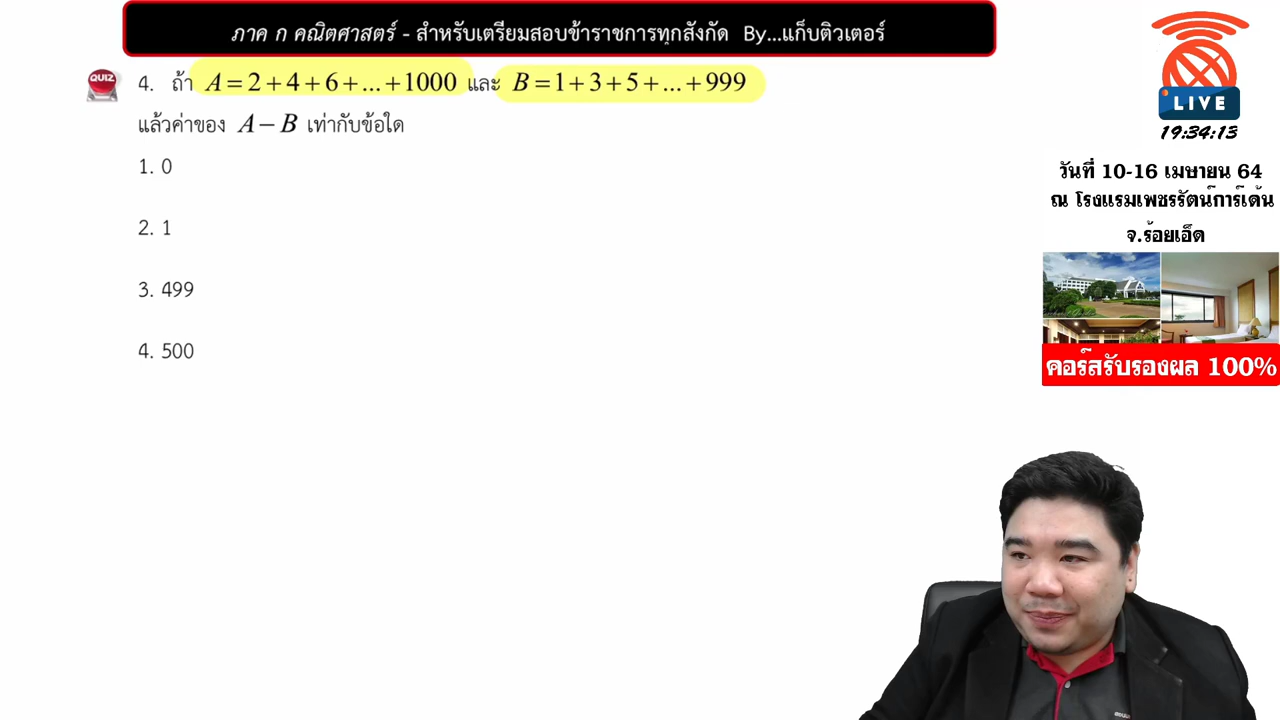 ภาค ก คณิตศาสตร์ - สำหรับเตรียมสอบข้าราชการทุกสังกัด By...แก็บติวเตอร์
QUIZ
4. ถ้า A = 2 + 4 + 6 + ... + 1000 และ B = 1 + 3 + 5 + ... + 999
แล้วค่าของ A − B เท่ากับข้อใด
1. 0
2. 1
3. 499
4. 500
LIVE
19:34:13
วันที่ 10-16 เมษายน 64
ณ โรงแรมเพชรรัตน์การ์เด้น
จ.ร้อยเอ็ด
คอร์สรับรองผล 100%